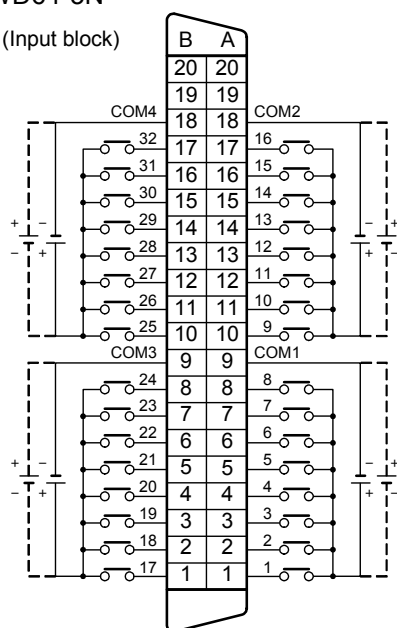 (Input block) B A
20 20
19 19
COM4 18 18 COM2
32 17 17 16
31 16 16 15
30 15 15 14
+ − 29 14 14 13 − +
− + 28 13 13 12 + −
27 12 12 11
26 11 11 10
25 10 10 9
COM3 9 9 COM1
24 8 8 8
23 7 7 7
22 6 6 6
+ − 21 5 5 5 − +
− + 20 4 4 4 + −
19 3 3 3
18 2 2 2
17 1 1 1